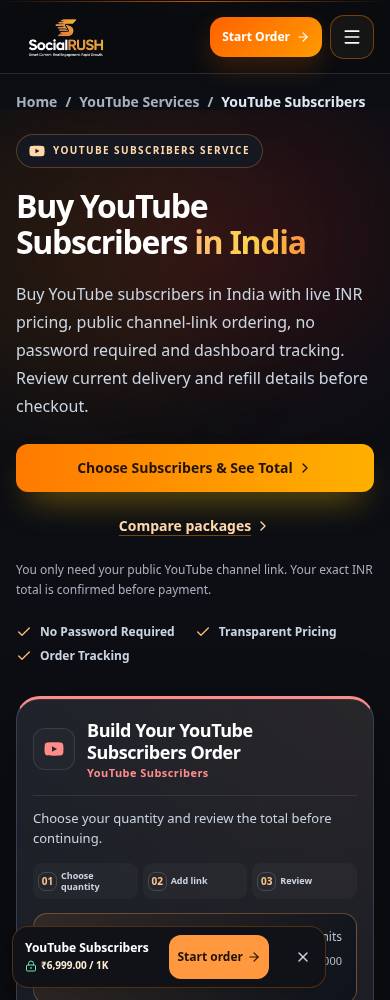 SocialRUSH
Start Order
Home / YouTube Services / YouTube Subscribers
YOUTUBE SUBSCRIBERS SERVICE
Buy YouTube
Subscribers in India
Buy YouTube subscribers in India with live INR
pricing, public channel-link ordering, no
password required and dashboard tracking.
Review current delivery and refill details before
checkout.
Choose Subscribers & See Total
Compare packages
You only need your public YouTube channel link. Your exact INR
total is confirmed before payment.
No Password Required
Transparent Pricing
Order Tracking
Build Your YouTube
Subscribers Order
YouTube Subscribers
Choose your quantity and review the total before
continuing.
01 Choose
quantity
02 Add link
03 Review
YouTube Subscribers
₹6,999.00 / 1K
Start order